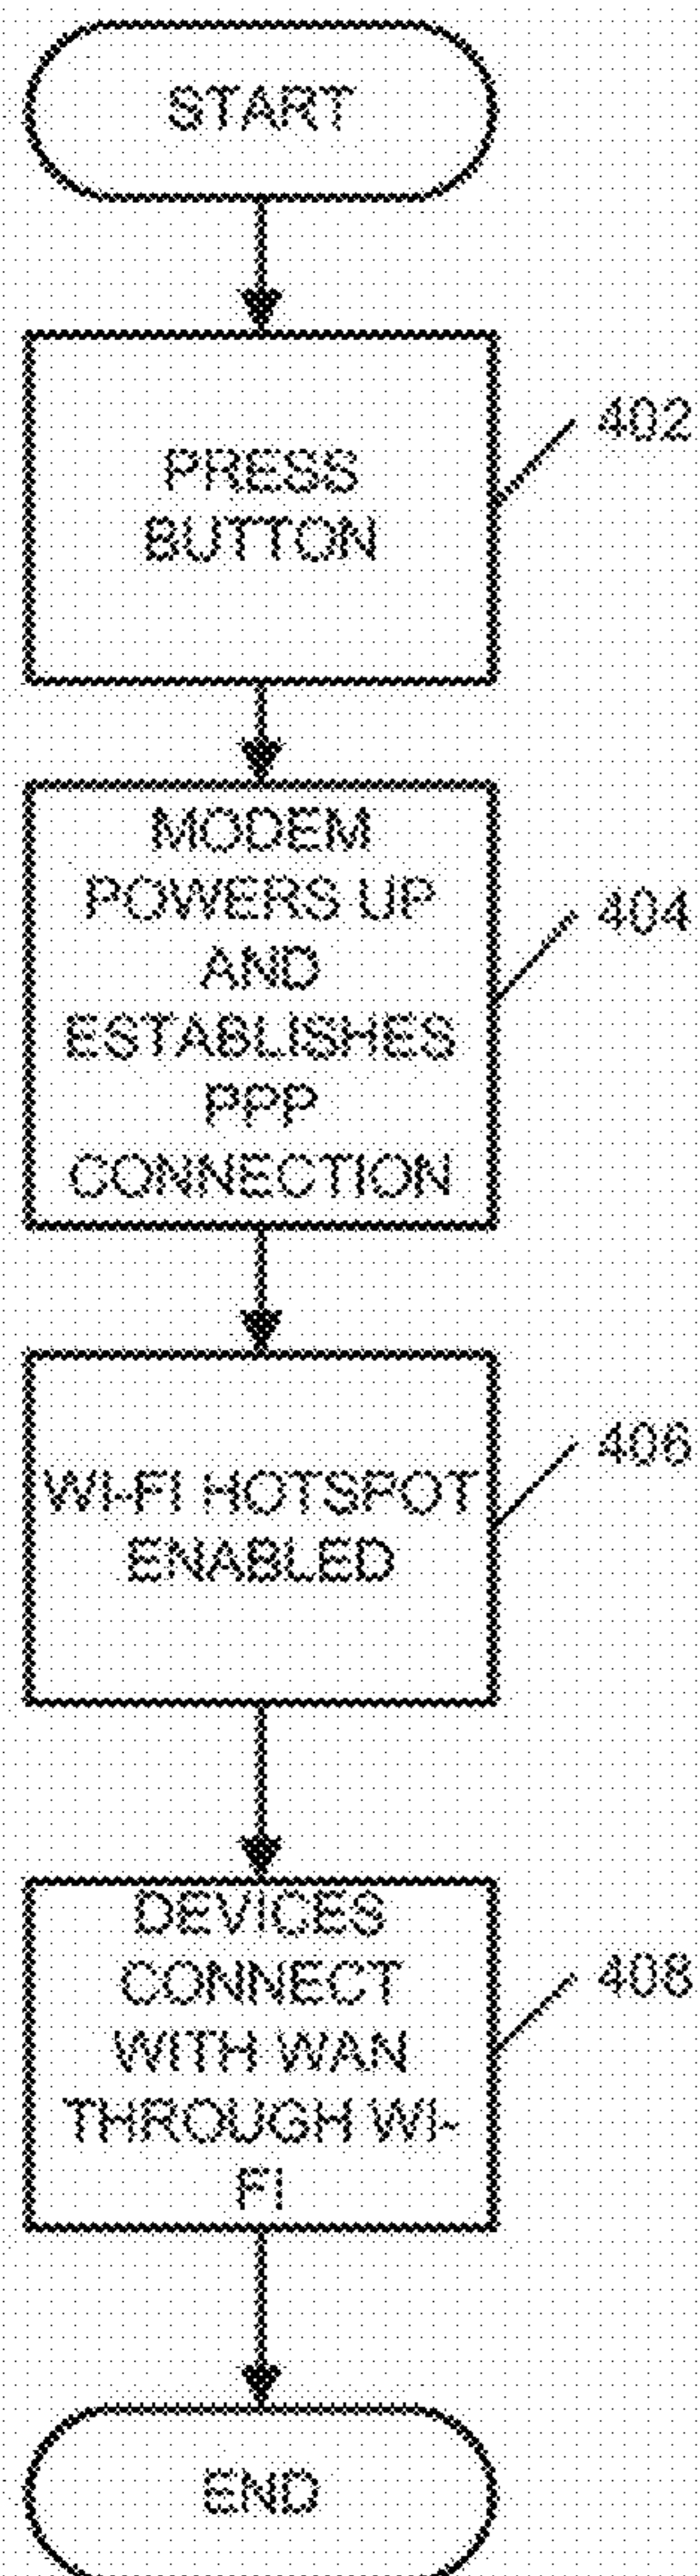 START
PRESS
BUTTON
402
MODEM
POWERS UP
AND
ESTABLISHES
PPP
CONNECTION
404
WI-FI HOTSPOT
ENABLED
406
DEVICES
CONNECT
WITH WAN
THROUGH WI-
FI
408
END